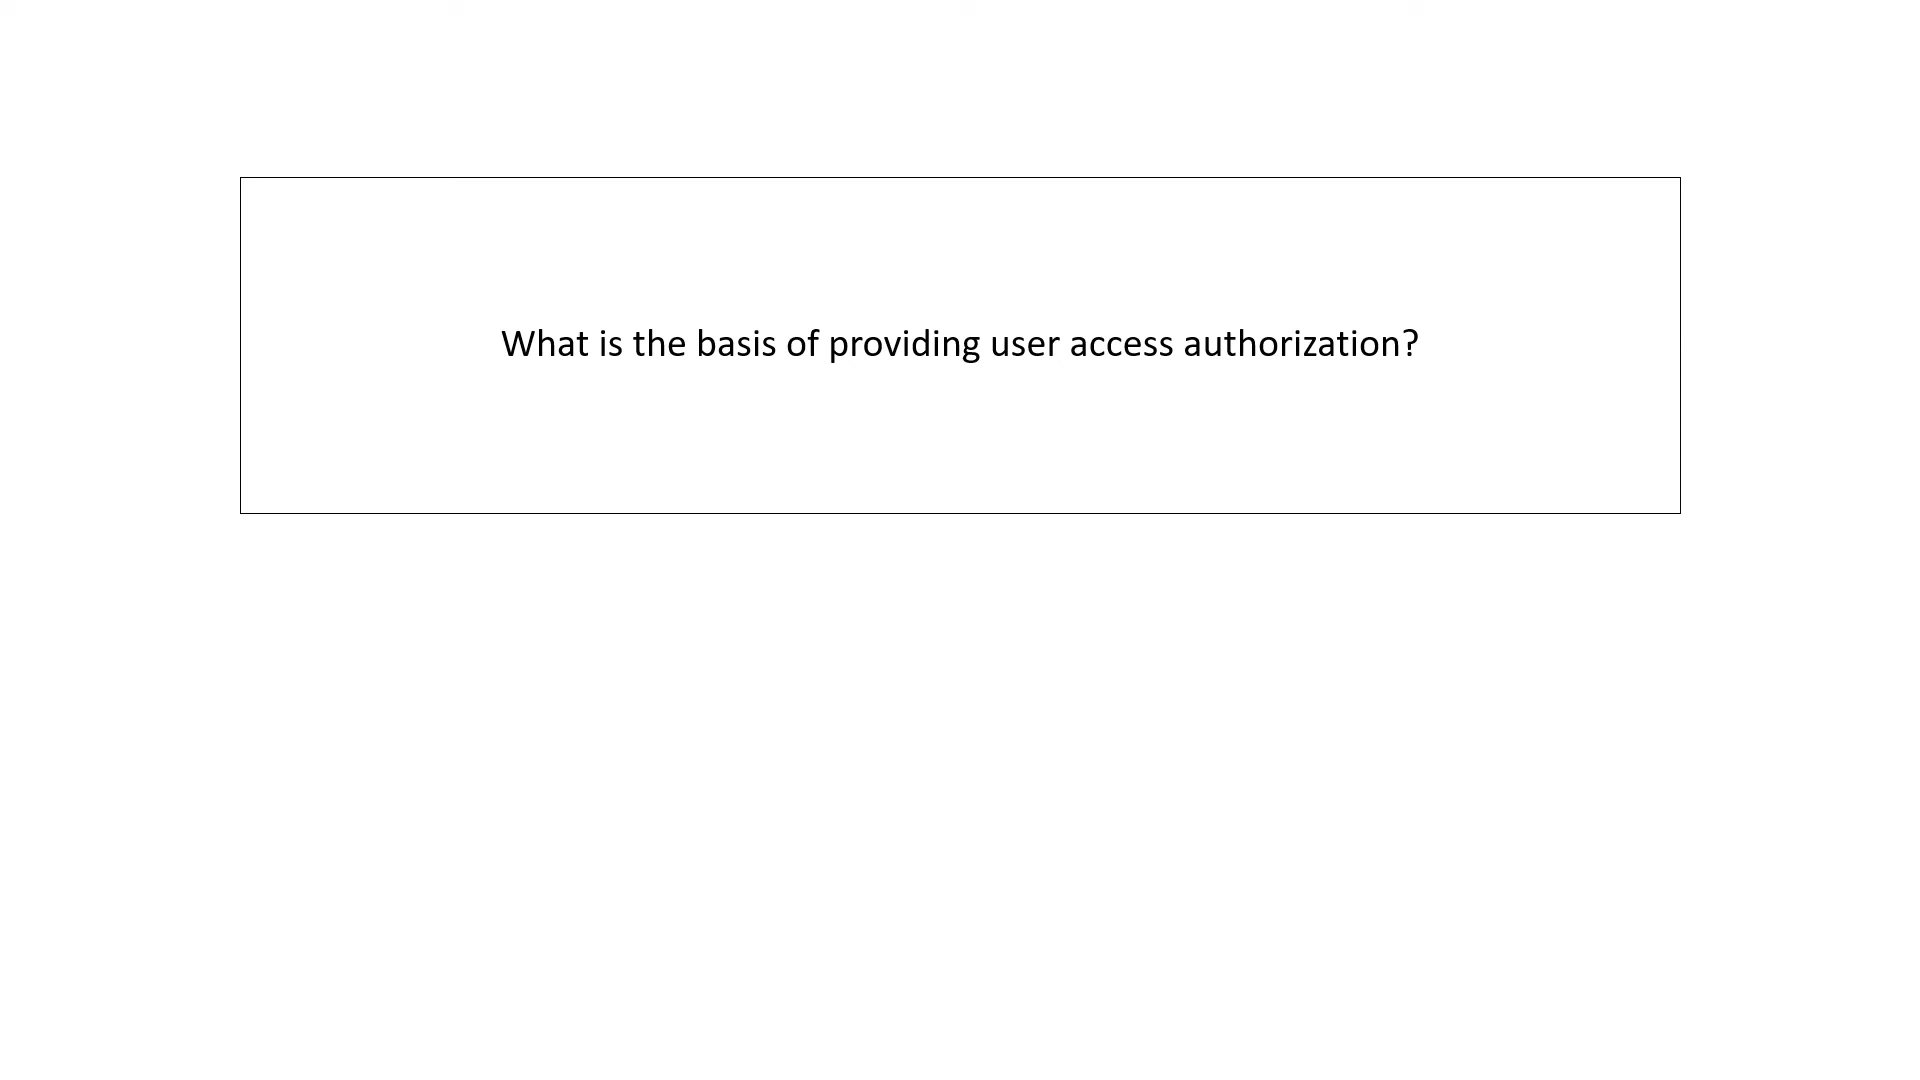 What is the basis of providing user access authorization?